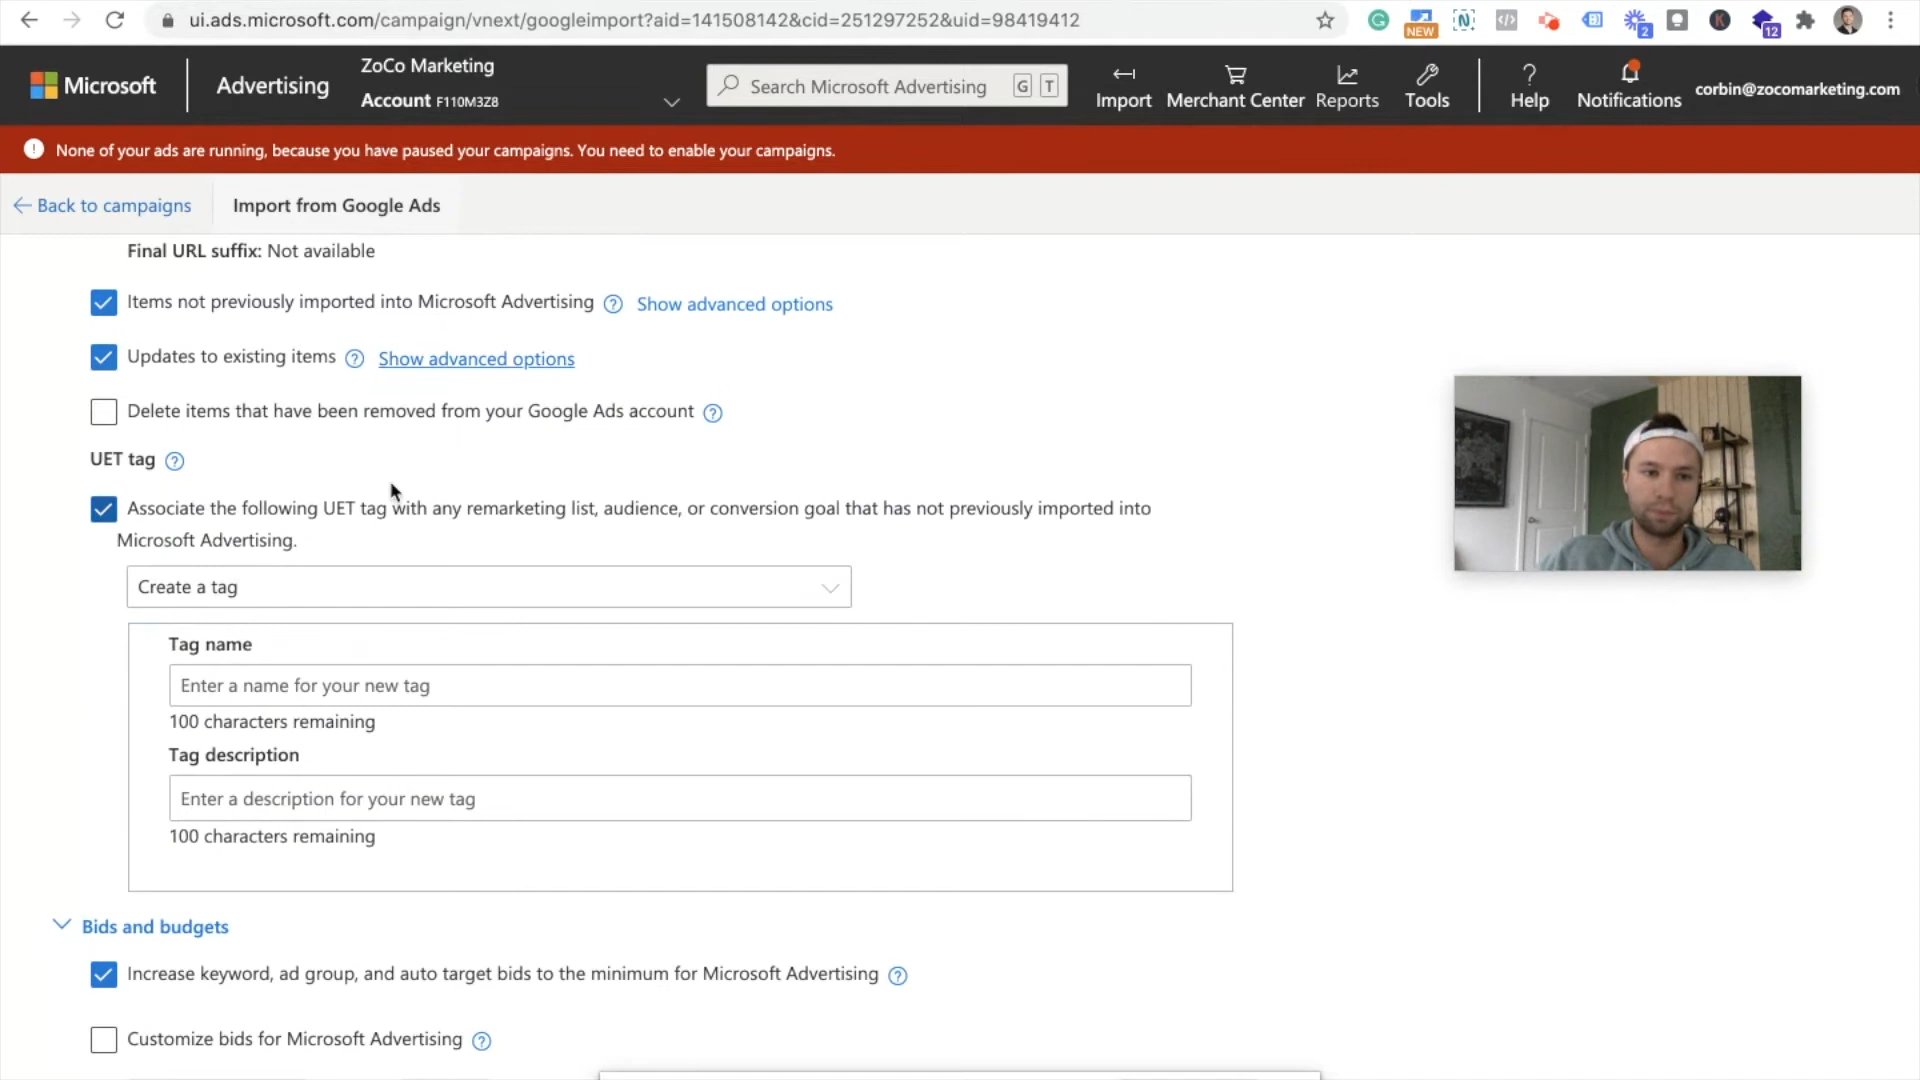 ui.ads.microsoft.com/campaign/vnext/googleimport?aid=141508142&cid=251297252&uid=98419412
NEW
2
12
Microsoft
Advertising
ZoCo Marketing
Account F110M3Z8
Search Microsoft Advertising
G
T
Import
Merchant Center
Reports
Tools
Help
Notifications
corbin@zocomarketing.com
None of your ads are running, because you have paused your campaigns. You need to enable your campaigns.
Back to campaigns
Import from Google Ads
Final URL suffix: Not available
Items not previously imported into Microsoft Advertising
Show advanced options
Updates to existing items
Show advanced options
Delete items that have been removed from your Google Ads account
UET tag
Associate the following UET tag with any remarketing list, audience, or conversion goal that has not previously imported into
Microsoft Advertising.
Create a tag
Tag name
Enter a name for your new tag
100 characters remaining
Tag description
Enter a description for your new tag
100 characters remaining
Bids and budgets
Increase keyword, ad group, and auto target bids to the minimum for Microsoft Advertising
Customize bids for Microsoft Advertising